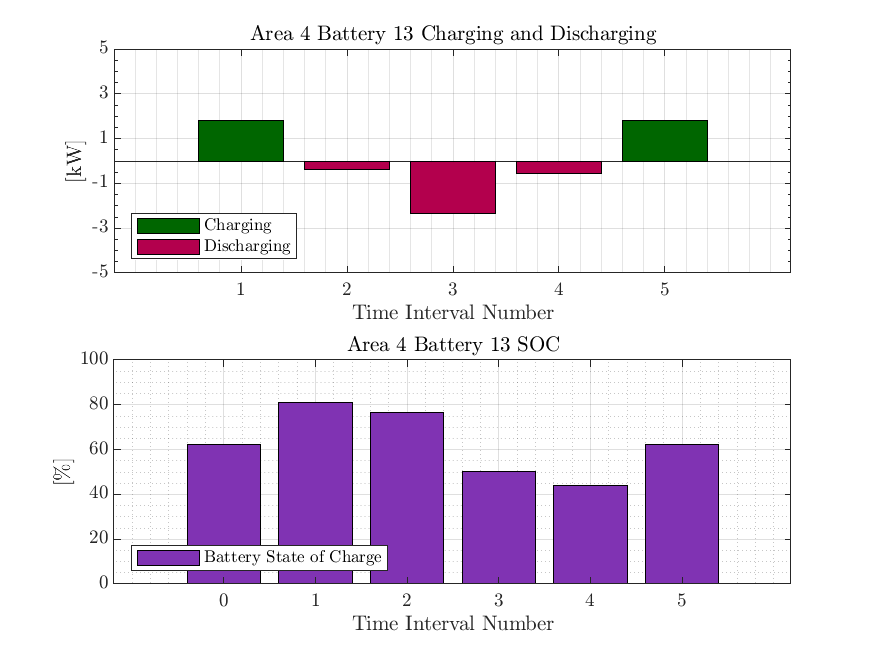 Area 4 Battery 13 Charging and Discharging
5
3
1
-1
-3
-5
[kW]
Charging
Discharging
1 2 3 4 5
Time Interval Number
Area 4 Battery 13 SOC
100
80
60
40
20
0
[%]
Battery State of Charge
0 1 2 3 4 5
Time Interval Number